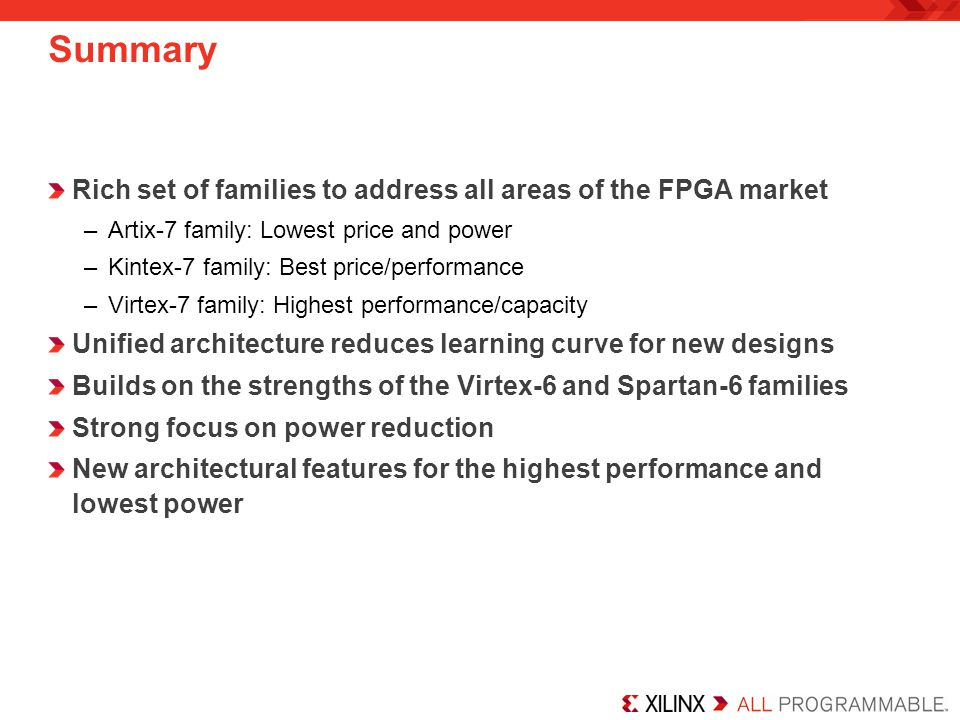 Summary
Rich set of families to address all areas of the FPGA market
– Artix-7 family: Lowest price and power
– Kintex-7 family: Best price/performance
– Virtex-7 family: Highest performance/capacity
Unified architecture reduces learning curve for new designs
Builds on the strengths of the Virtex-6 and Spartan-6 families
Strong focus on power reduction
New architectural features for the highest performance and
lowest power
XILINX ALL PROGRAMMABLE™